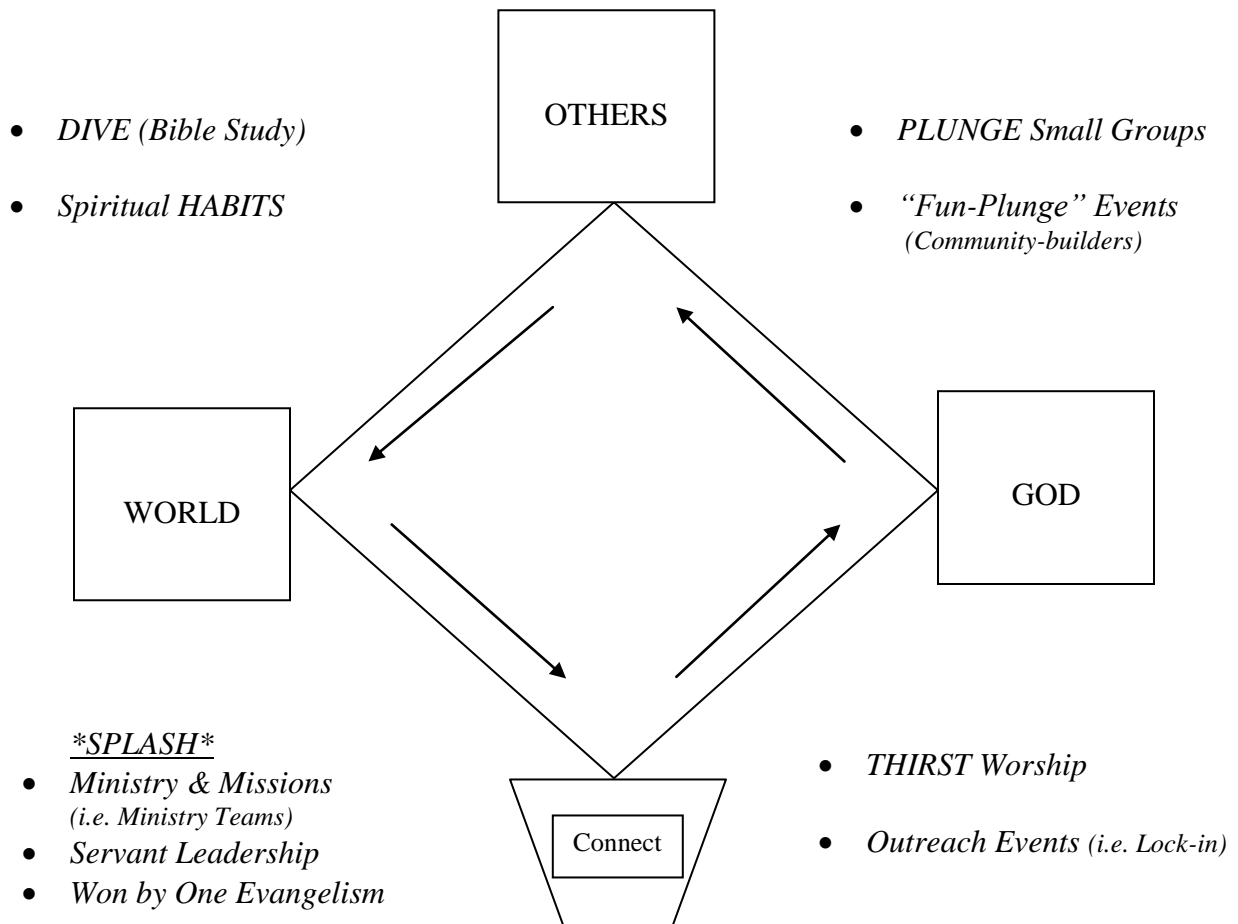 OTHERS
• DIVE (Bible Study)
• Spiritual HABITS
• PLUNGE Small Groups
• “Fun-Plunge” Events
(Community-builders)
WORLD
GOD
*SPLASH*
• Ministry & Missions
(i.e. Ministry Teams)
• Servant Leadership
• Won by One Evangelism
Connect
• THIRST Worship
• Outreach Events (i.e. Lock-in)